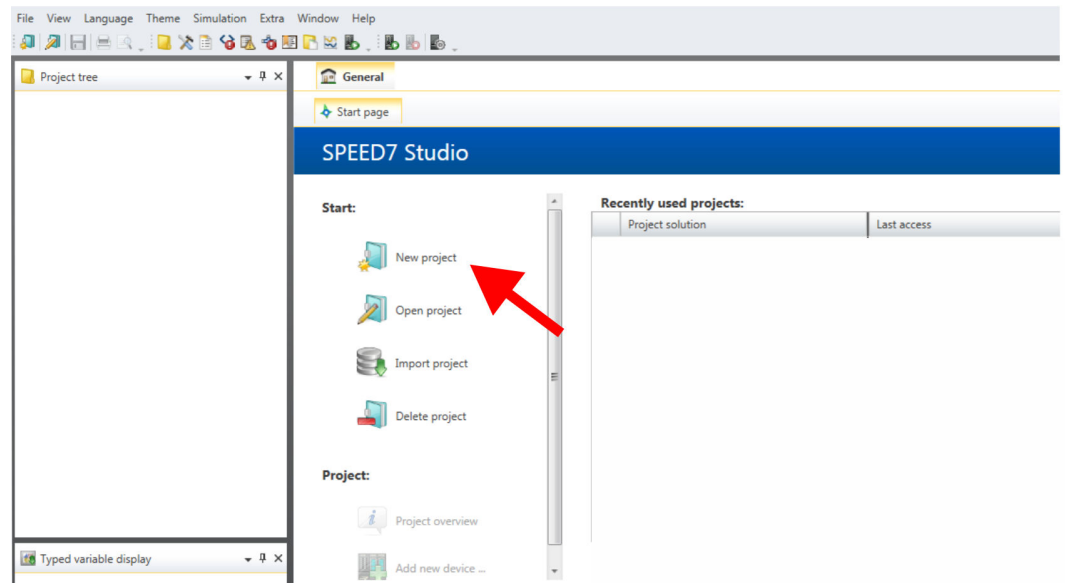 File View Language Theme Simulation Extra Window Help
Project tree
General
Start page
SPEED7 Studio
Start:
New project
Open project
Import project
Delete project
Project:
Project overview
Add new device ...
Recently used projects:
Project solution Last access
Typed variable display